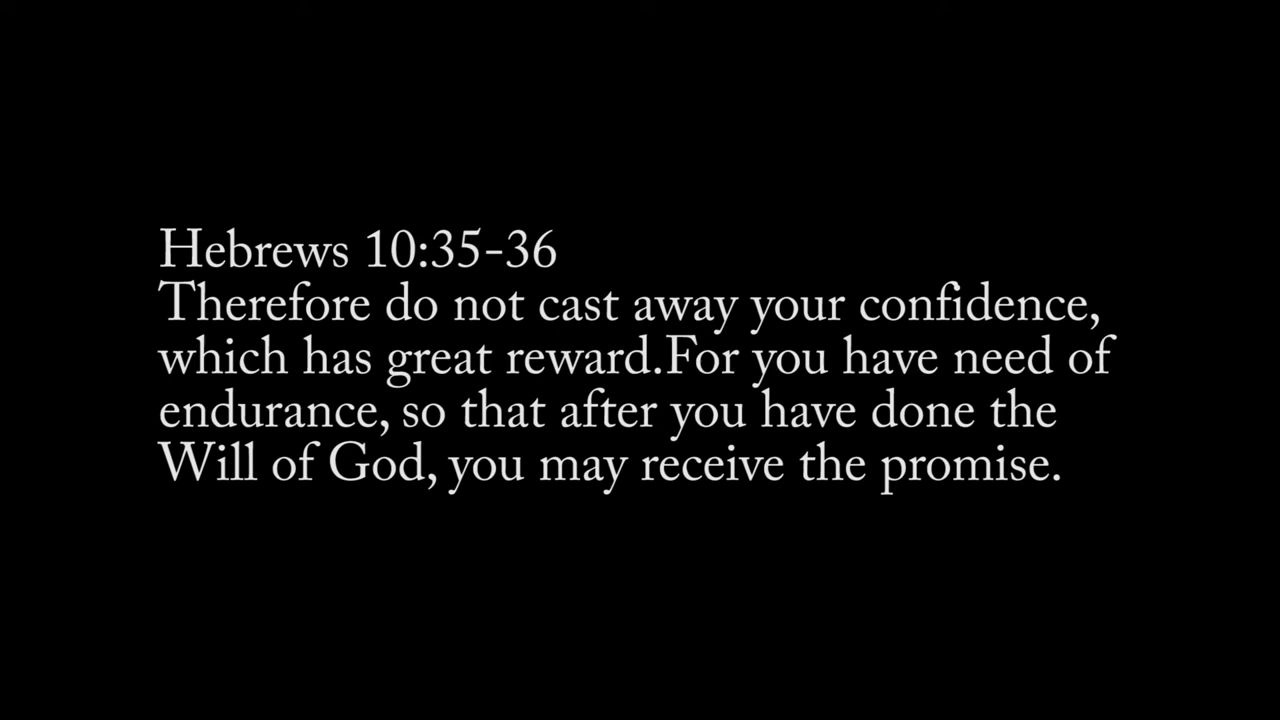 Hebrews 10:35-36
Therefore do not cast away your confidence,
which has great reward.For you have need of
endurance, so that after you have done the
Will of God, you may receive the promise.